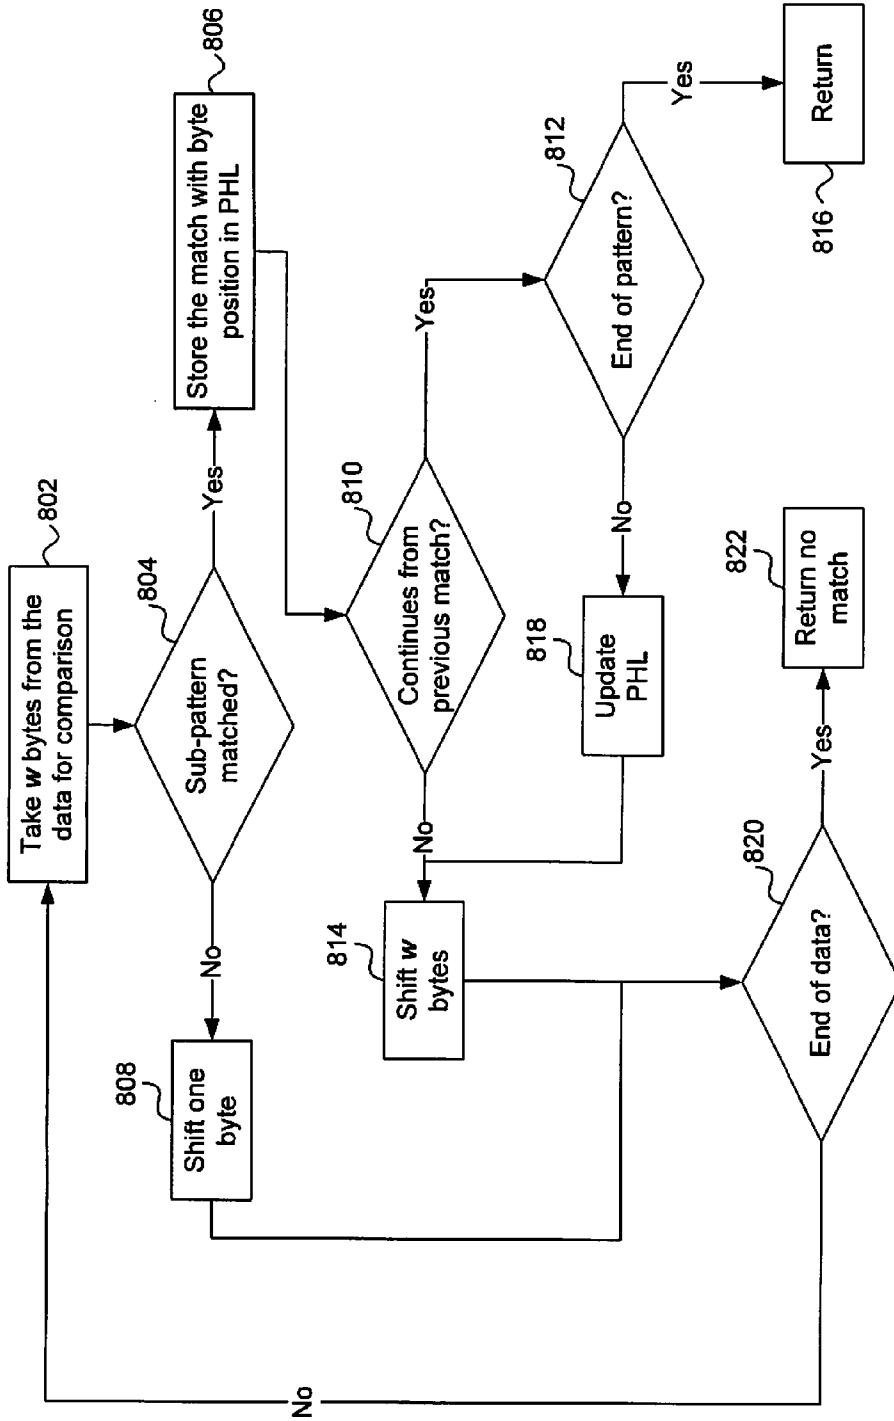 802
Take w bytes from the
data for comparison
804
Sub-pattern
matched?
Yes
No
806
Store the match with byte
position in PHL
808
Shift one
byte
810
Continues from
previous match?
Yes
No
812
End of pattern?
Yes
No
814
Shift w
bytes
816
Return
818
Update
PHL
820
End of data?
Yes
No
822
Return no
match